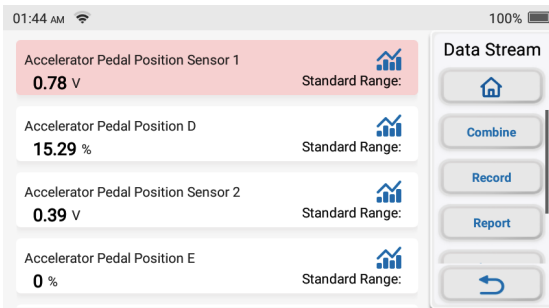 01:44 AM 100%
Data Stream
Accelerator Pedal Position Sensor 1
0.78 V Standard Range:
Accelerator Pedal Position D
15.29 % Standard Range:
Accelerator Pedal Position Sensor 2
0.39 V Standard Range:
Accelerator Pedal Position E
0 % Standard Range:
Combine
Record
Report